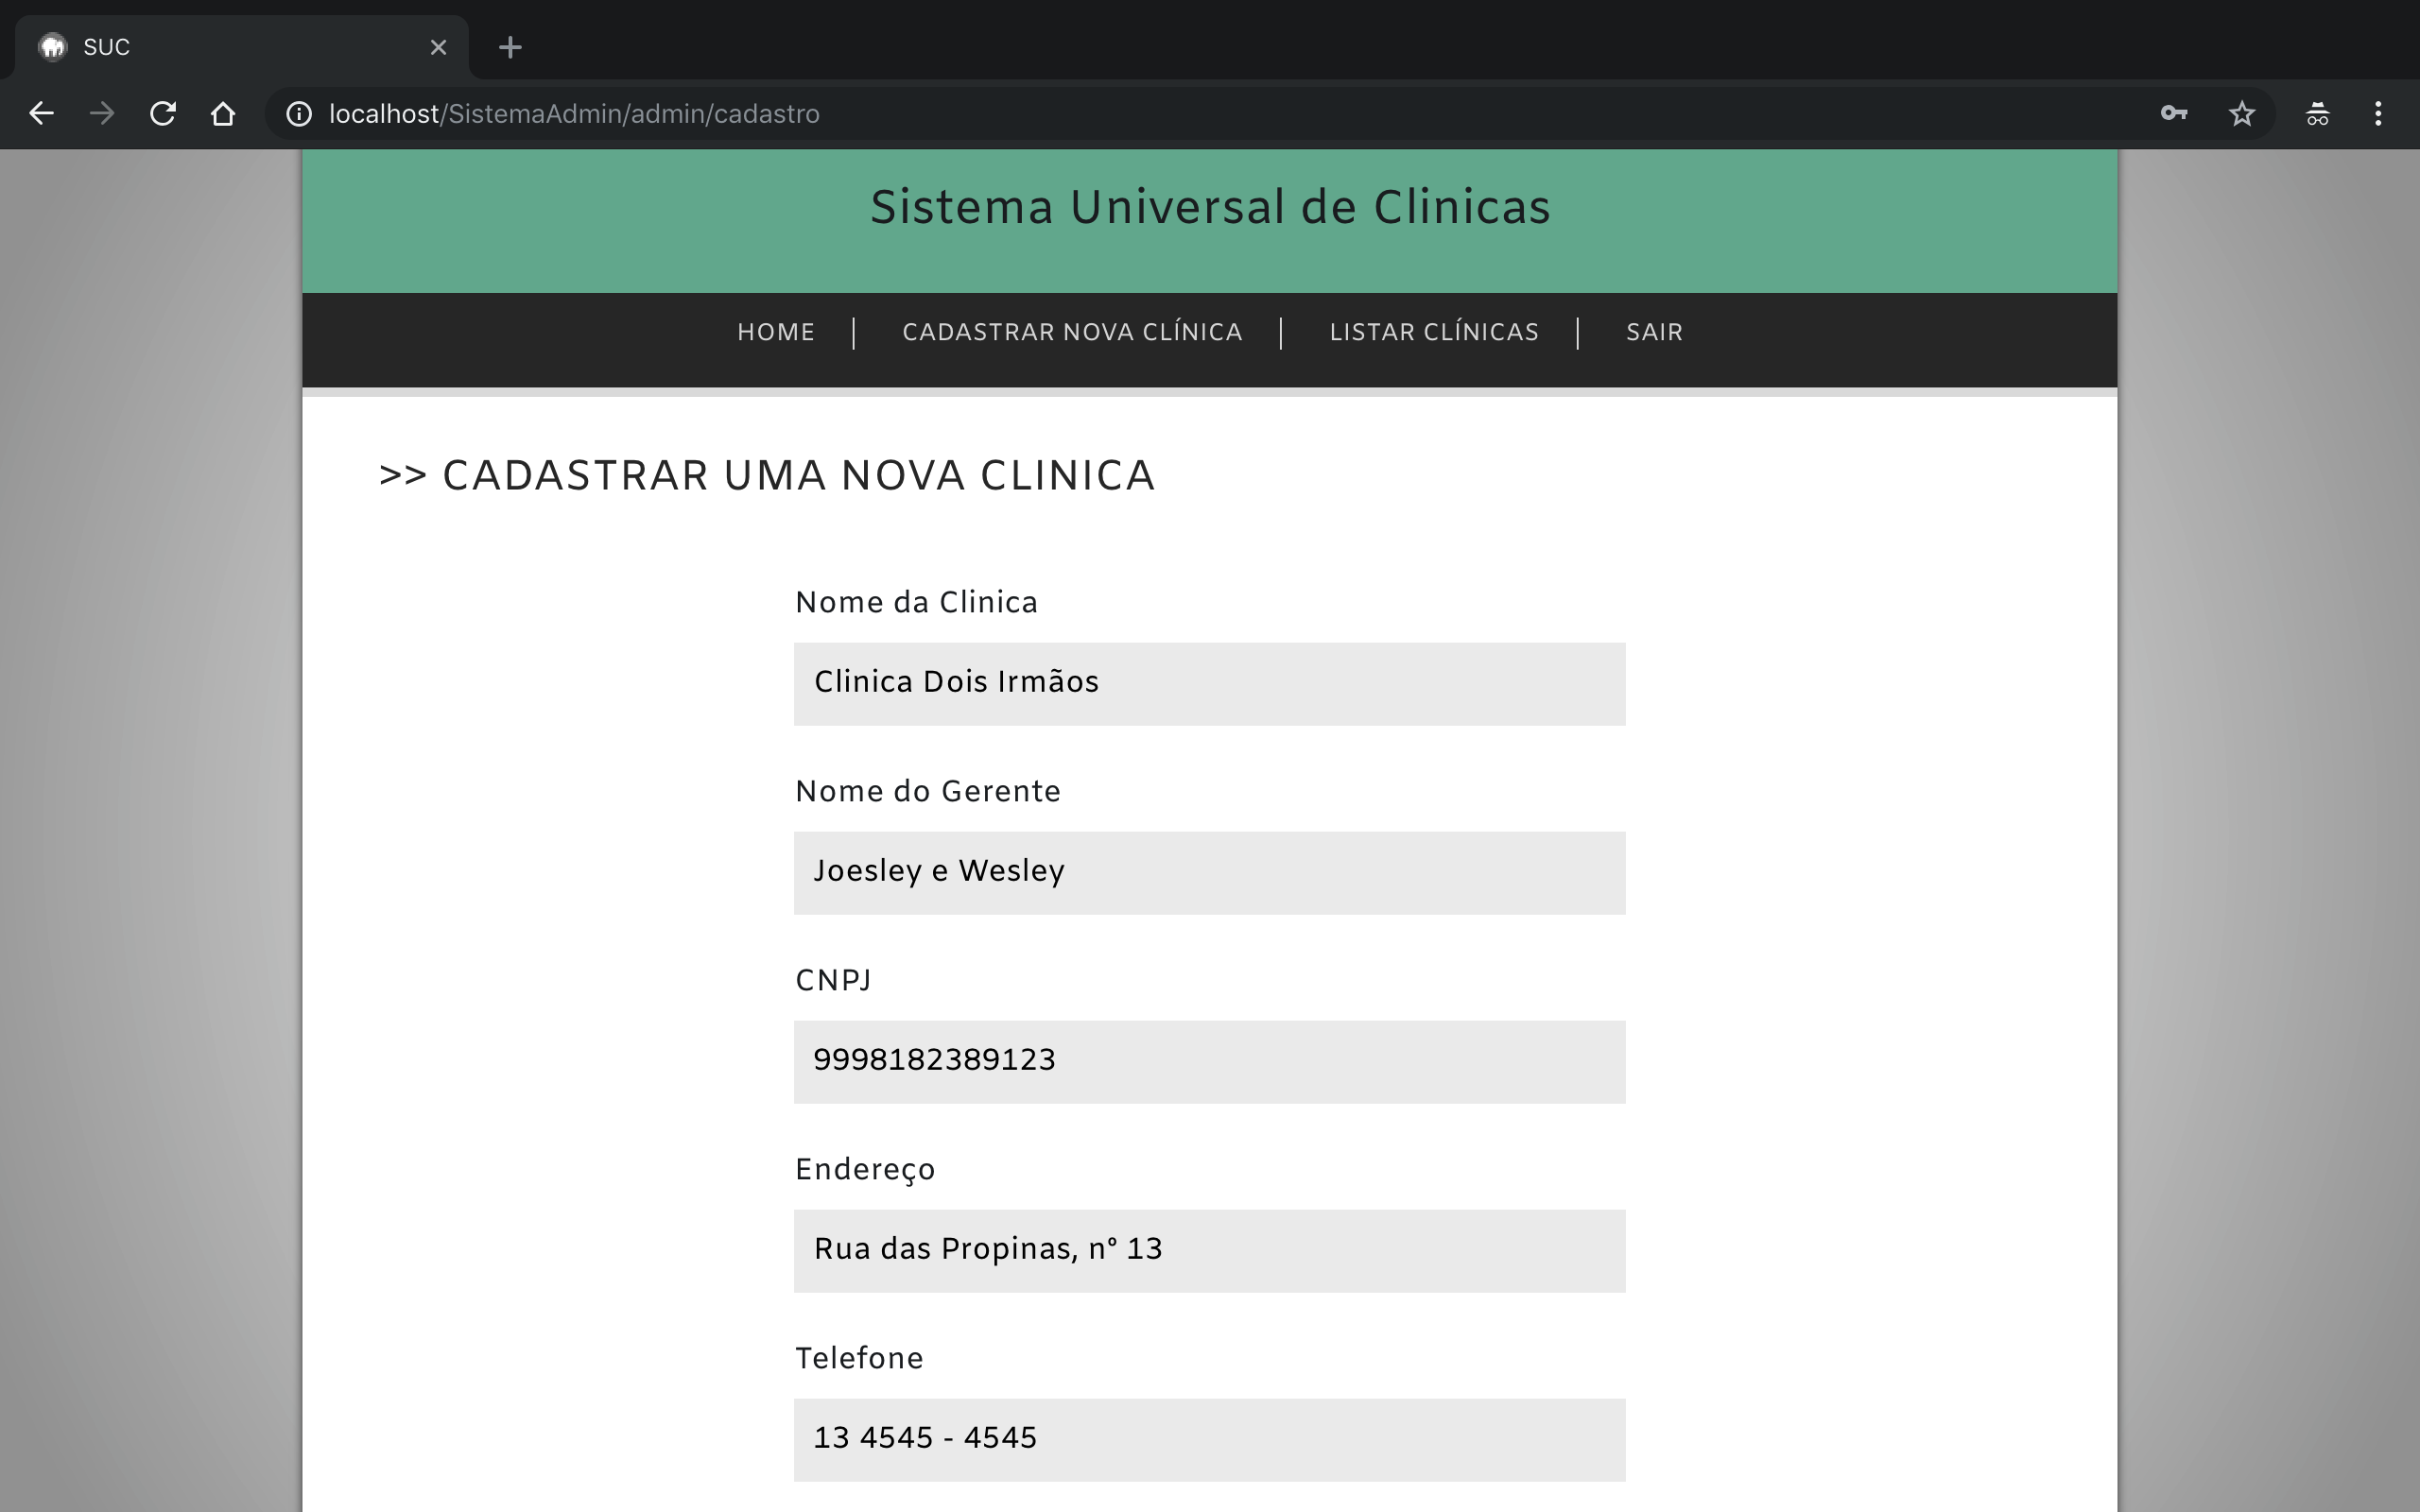 SUC
localhost/SistemaAdmin/admin/cadastro
Sistema Universal de Clinicas
HOME CADASTRAR NOVA CLÍNICA LISTAR CLÍNICAS SAIR
>> CADASTRAR UMA NOVA CLINICA
Nome da Clinica
Clinica Dois Irmãos
Nome do Gerente
Joesley e Wesley
CNPJ
9998182389123
Endereço
Rua das Propinas, n° 13
Telefone
13 4545 - 4545